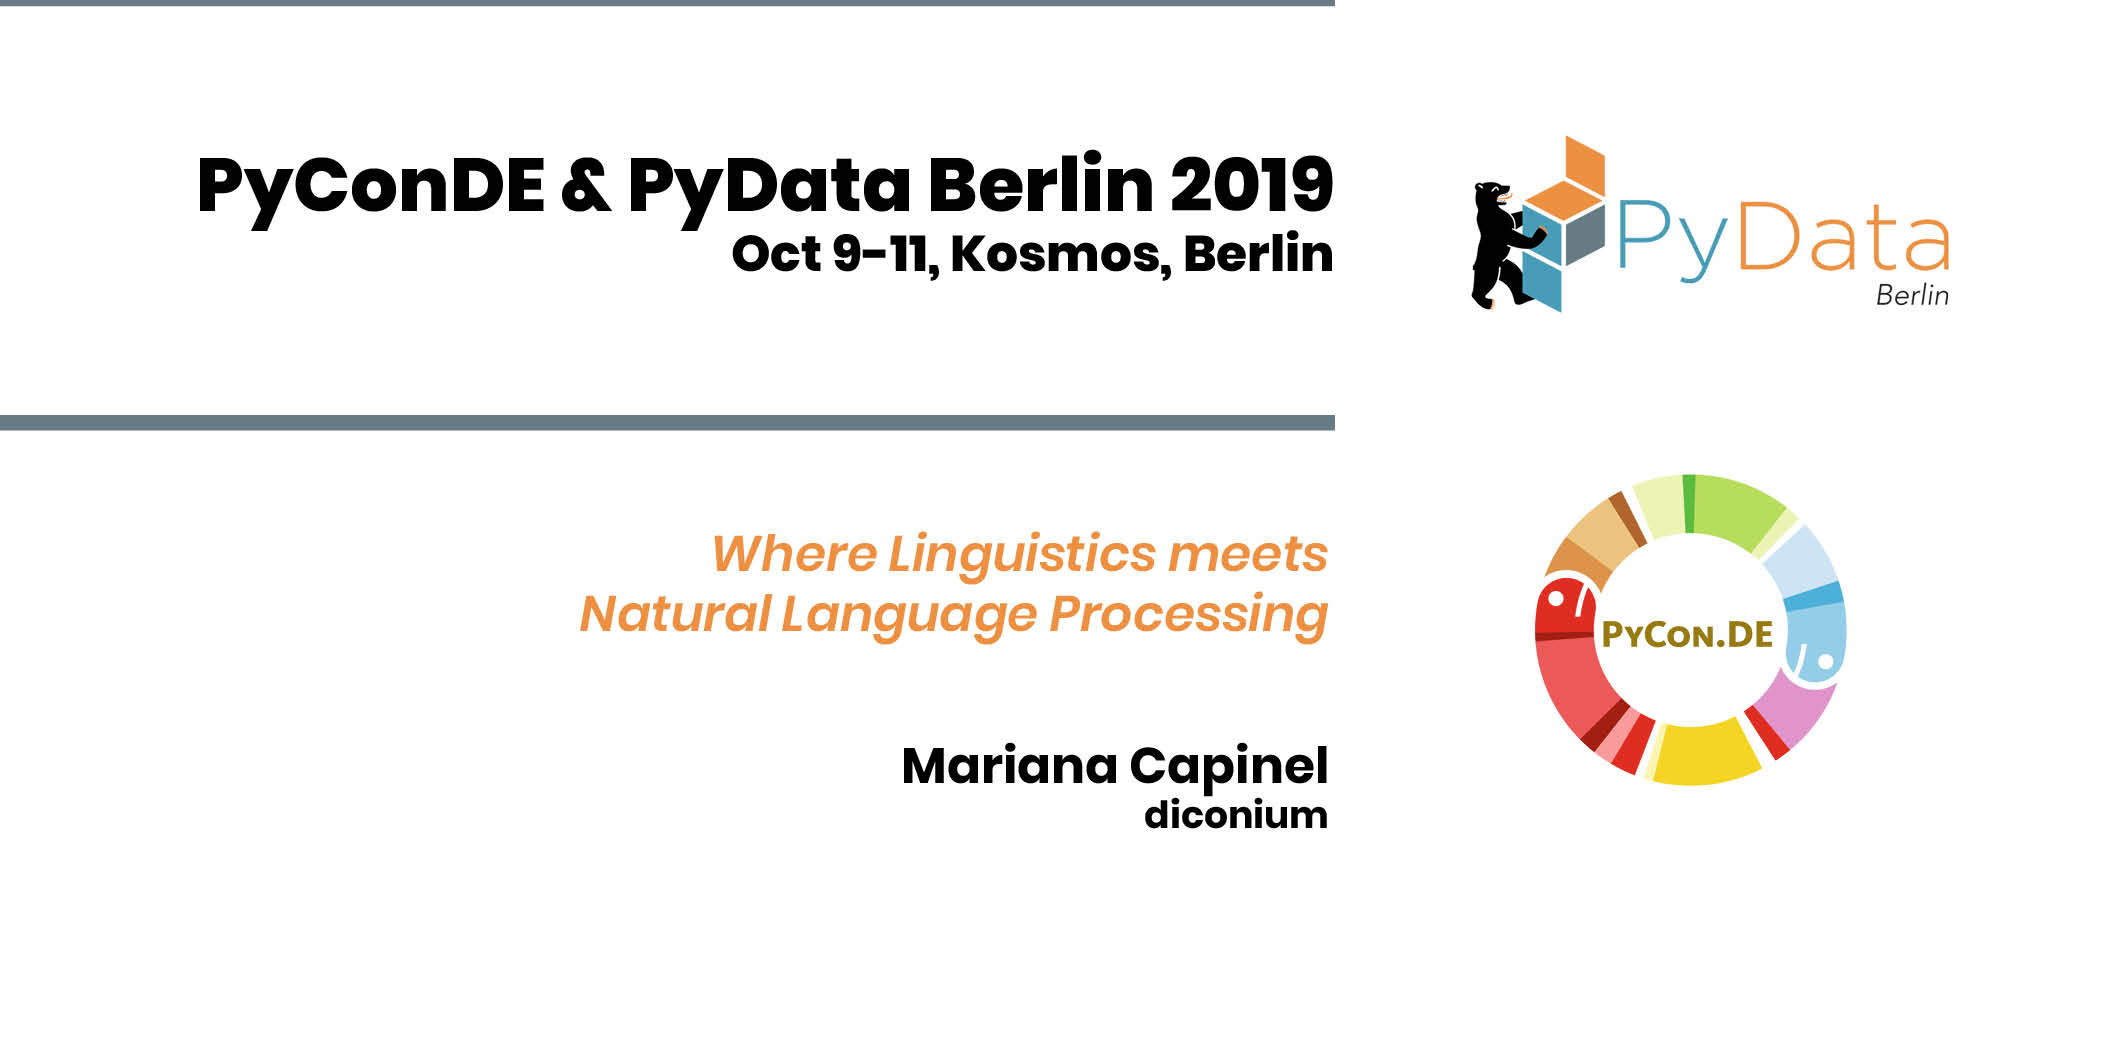 PyConDE & PyData Berlin 2019
Oct 9-11, Kosmos, Berlin
PyData
Berlin
Where Linguistics meets
Natural Language Processing
PyCon.DE
Mariana Capinel
diconium